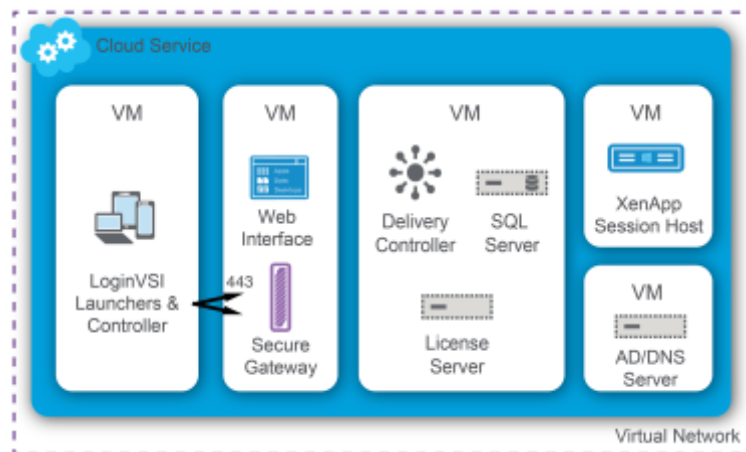 Cloud Service
VM
LoginVSI
Launchers &
Controller
443
VM
Web
Interface
Secure
Gateway
VM
Delivery
Controller
SQL
Server
License
Server
VM
XenApp
Session Host
VM
AD/DNS
Server
Virtual Network